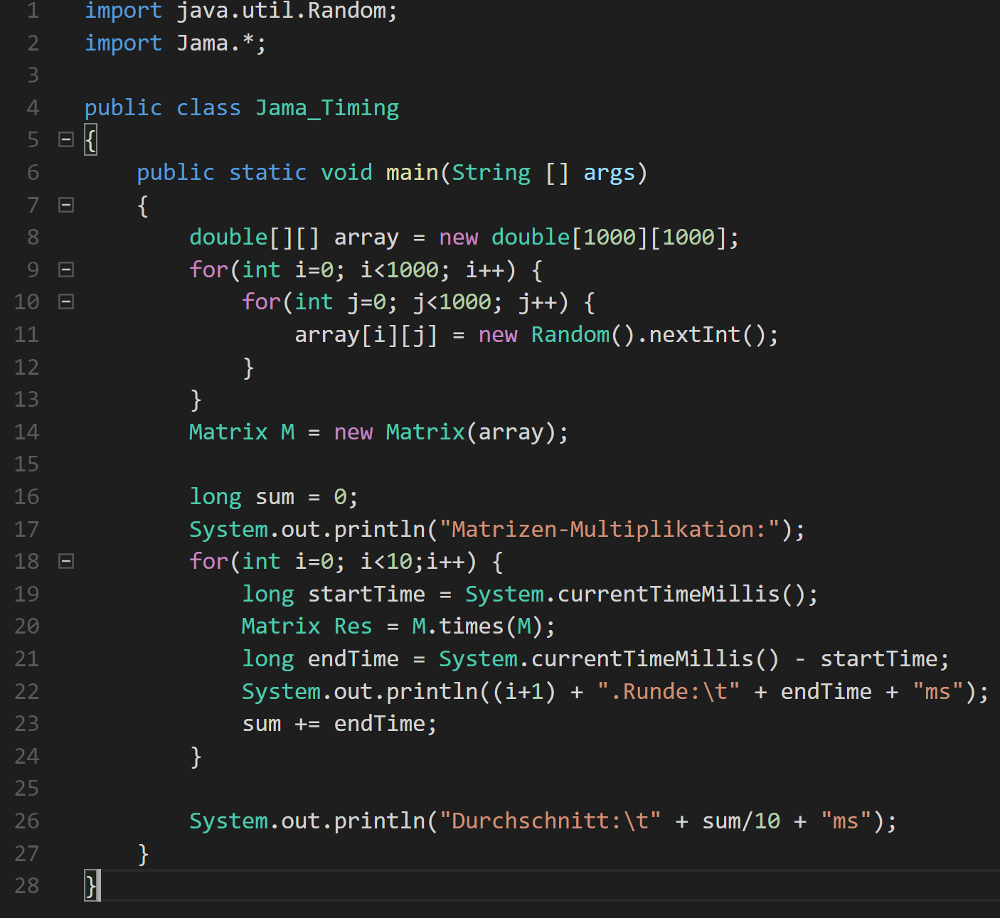 1 import java.util.Random;
2 import Jama.*;
3
4 public class Jama_Timing
5 {
6     public static void main(String [] args)
7     {
8         double[][] array = new double[1000][1000];
9         for(int i=0; i<1000; i++) {
10             for(int j=0; j<1000; j++) {
11                 array[i][j] = new Random().nextInt();
12             }
13         }
14         Matrix M = new Matrix(array);
15
16         long sum = 0;
17         System.out.println("Matrizen-Multiplikation:");
18         for(int i=0; i<10;i++) {
19             long startTime = System.currentTimeMillis();
20             Matrix Res = M.times(M);
21             long endTime = System.currentTimeMillis() - startTime;
22             System.out.println((i+1) + ".Runde:\t" + endTime + "ms");
23             sum += endTime;
24         }
25
26         System.out.println("Durchschnitt:\t" + sum/10 + "ms");
27     }
28 }